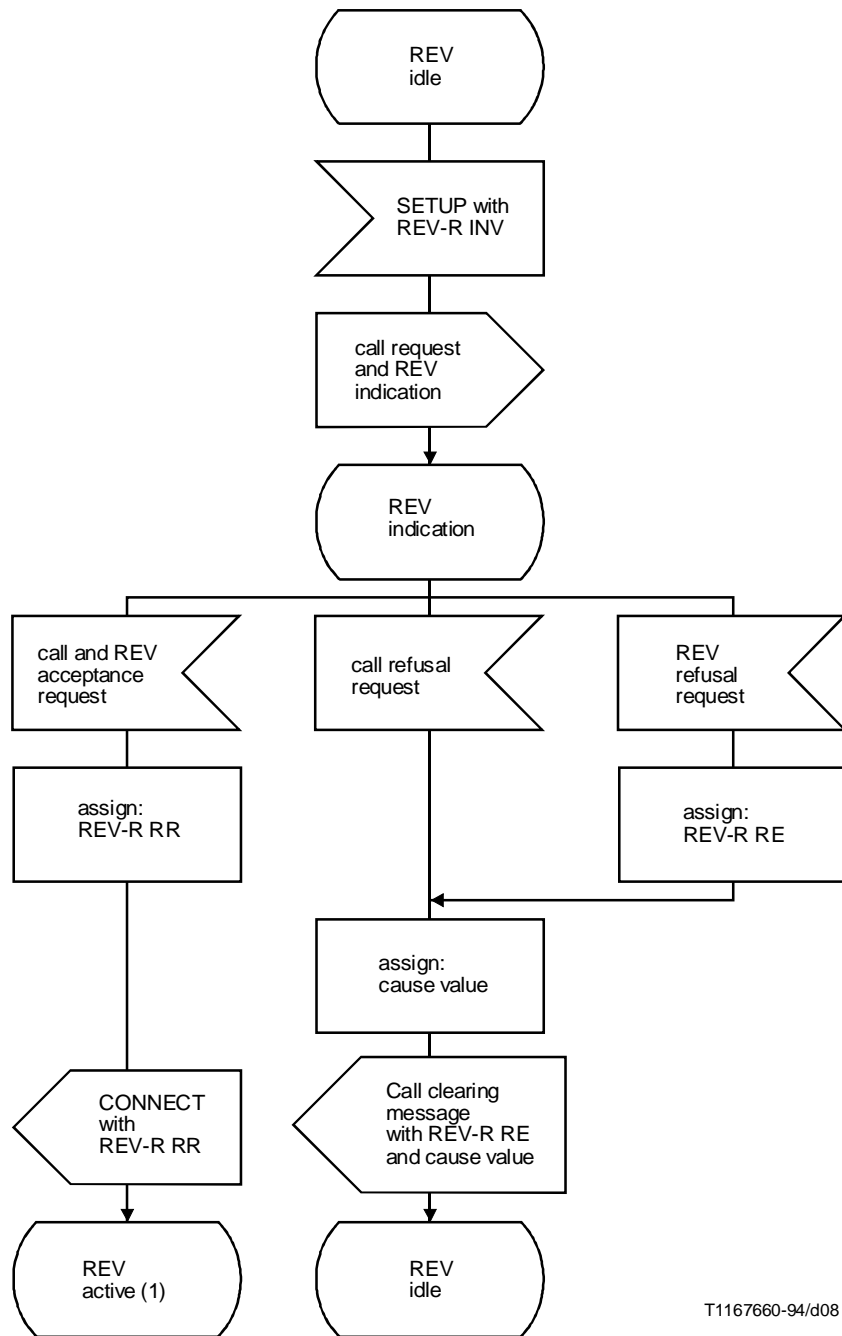 REV
idle
SETUP with
REV-R INV
call request
and REV
indication
REV
indication
call and REV
acceptance
request
call refusal
request
REV
refusal
request
assign:
REV-R RR
assign:
REV-R RE
assign:
cause value
CONNECT
with
REV-R RR
Call clearing
message
with REV-R RE
and cause value
REV
active (1)
REV
idle
T1167660-94/d08